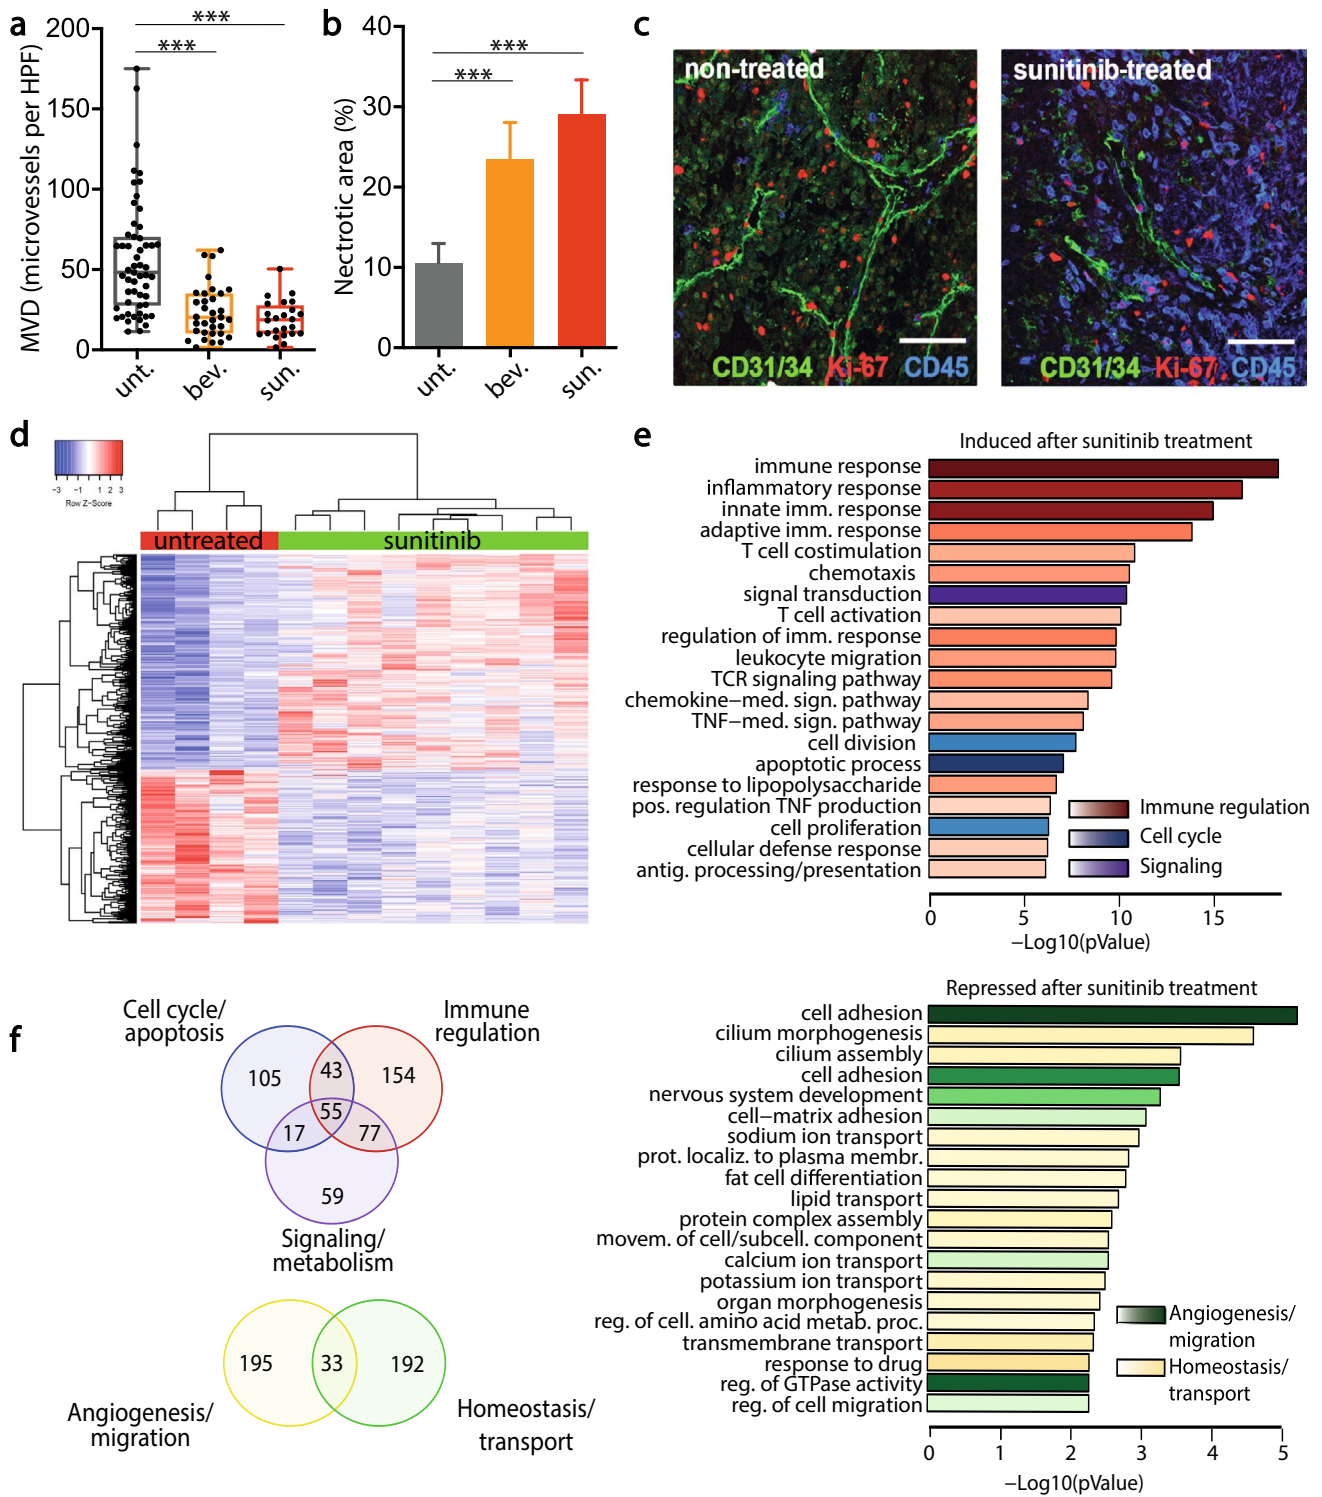 a
MVD (microvessels per HPF)
200
150
100
50
0
***
***
unt.
bev.
sun.
b
Nectrotic area (%)
40
30
20
10
0
***
***
unt.
bev.
sun.
c
non-treated
CD31/34 Ki-67 CD45
sunitinib-treated
CD31/34 Ki-67 CD45
d
−3 −1 1 2 3
Row Z−Score
untreated
sunitinib
e
Induced after sunitinib treatment
immune response
inflammatory response
innate imm. response
adaptive imm. response
T cell costimulation
chemotaxis
signal transduction
T cell activation
regulation of imm. response
leukocyte migration
TCR signaling pathway
chemokine−med. sign. pathway
TNF−med. sign. pathway
cell division
apoptotic process
response to lipopolysaccharide
pos. regulation TNF production
cell proliferation
cellular defense response
antig. processing/presentation
Immune regulation
Cell cycle
Signaling
0 5 10 15
−Log10(pValue)
Repressed after sunitinib treatment
cell adhesion
cilium morphogenesis
cilium assembly
cell adhesion
nervous system development
cell−matrix adhesion
sodium ion transport
prot. localiz. to plasma membr.
fat cell differentiation
lipid transport
protein complex assembly
movem. of cell/subcell. component
calcium ion transport
potassium ion transport
organ morphogenesis
reg. of cell. amino acid metab. proc.
transmembrane transport
response to drug
reg. of GTPase activity
reg. of cell migration
Angiogenesis/
migration
Homeostasis/
transport
0 1 2 3 4 5
−Log10(pValue)
f
Cell cycle/
apoptosis
Immune
regulation
105
43
154
55
17
77
59
Signaling/
metabolism
195
33
192
Angiogenesis/
migration
Homeostasis/
transport